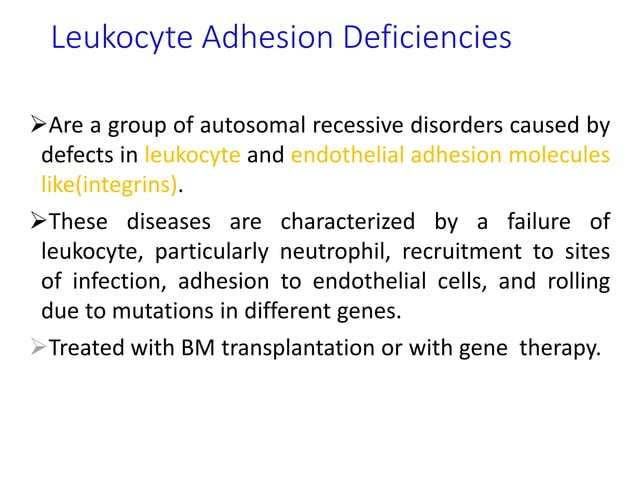 Leukocyte Adhesion Deficiencies
➢Are a group of autosomal recessive disorders caused by
defects in leukocyte and endothelial adhesion molecules
like(integrins).
➢These diseases are characterized by a failure of
leukocyte, particularly neutrophil, recruitment to sites
of infection, adhesion to endothelial cells, and rolling
due to mutations in different genes.
➢Treated with BM transplantation or with gene therapy.